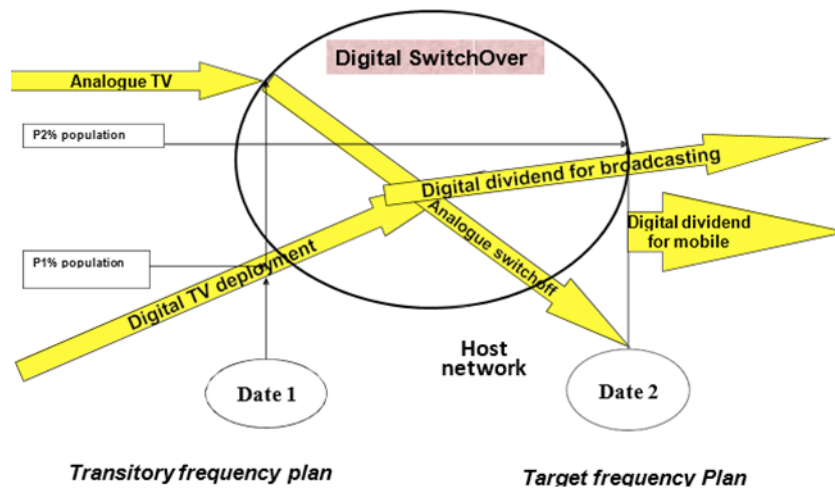 Digital SwitchOver
Analogue TV
P2% population
Digital dividend for broadcasting
Digital dividend
for mobile
Analogue switchoff
P1% population
Digital TV deployment
Host
network
Date 1
Date 2
Transitory frequency plan
Target frequency Plan